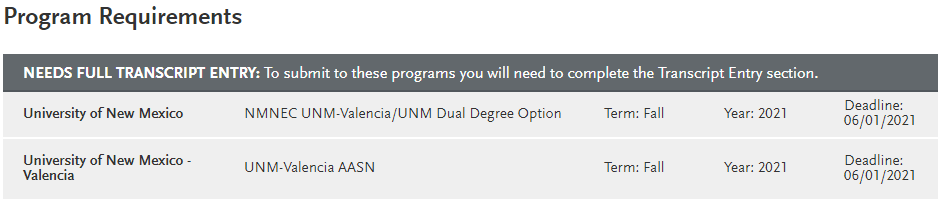 Program Requirements
NEEDS FULL TRANSCRIPT ENTRY: To submit to these programs you will need to complete the Transcript Entry section.
University of New Mexico NMNEC UNM-Valencia/UNM Dual Degree Option Term: Fall Year: 2021 Deadline:
06/01/2021
University of New Mexico -
Valencia UNM-Valencia AASN Term: Fall Year: 2021 Deadline:
06/01/2021